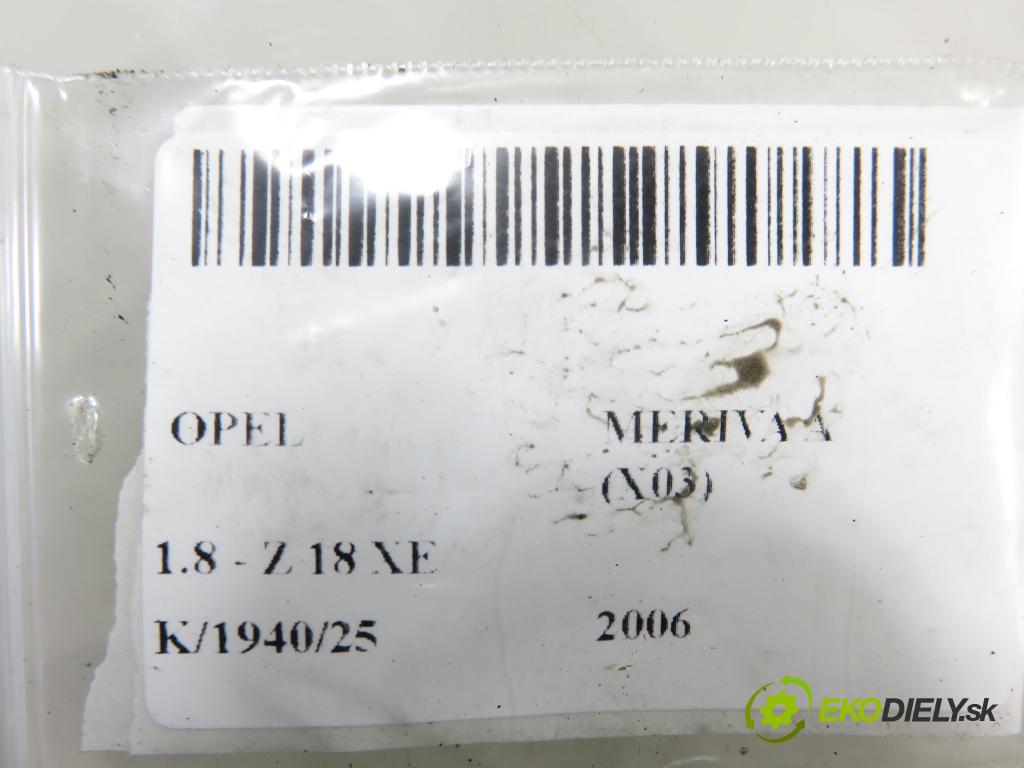 OPEL MERIVA A
(X03)
1.8 - Z 18 XE
K/1940/25 2006
EKODIELY.sk